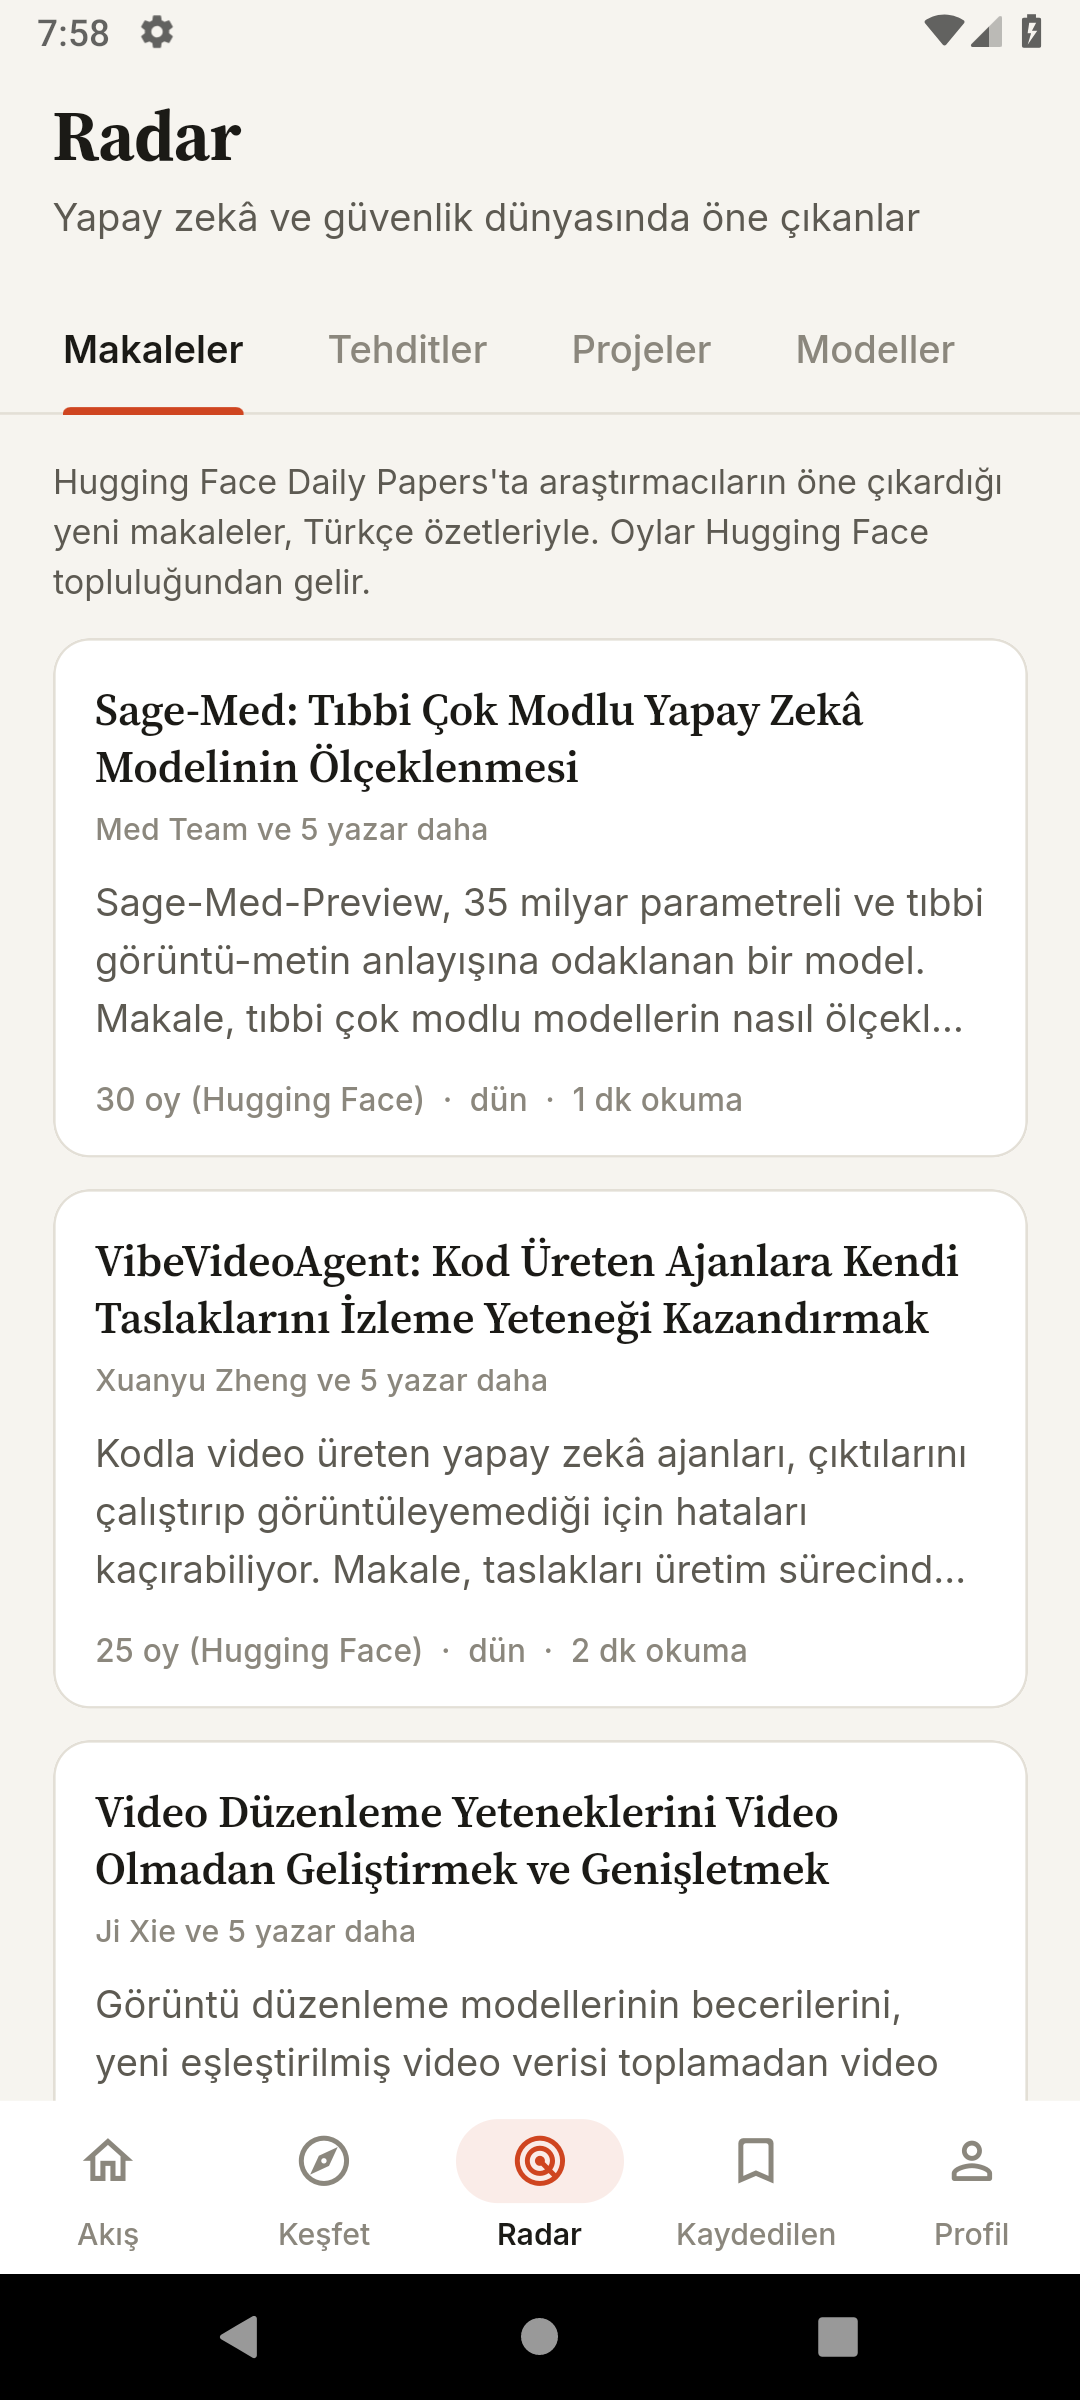 7:58
Radar
Yapay zekâ ve güvenlik dünyasında öne çıkanlar
Makaleler Tehditler Projeler Modeller
Hugging Face Daily Papers'ta araştırmacıların öne çıkardığı
yeni makaleler, Türkçe özetleriyle. Oylar Hugging Face
topluluğundan gelir.
Sage-Med: Tıbbi Çok Modlu Yapay Zekâ
Modelinin Ölçeklenmesi
Med Team ve 5 yazar daha
Sage-Med-Preview, 35 milyar parametreli ve tıbbi
görüntü-metin anlayışına odaklanan bir model.
Makale, tıbbi çok modlu modellerin nasıl ölçekl...
30 oy (Hugging Face) · dün · 1 dk okuma
VibeVideoAgent: Kod Üreten Ajanlara Kendi
Taslaklarını İzleme Yeteneği Kazandırmak
Xuanyu Zheng ve 5 yazar daha
Kodla video üreten yapay zekâ ajanları, çıktılarını
çalıştırıp görüntüleyemediği için hataları
kaçırabiliyor. Makale, taslakları üretim sürecind...
25 oy (Hugging Face) · dün · 2 dk okuma
Video Düzenleme Yeteneklerini Video
Olmadan Geliştirmek ve Genişletmek
Ji Xie ve 5 yazar daha
Görüntü düzenleme modellerinin becerilerini,
yeni eşleştirilmiş video verisi toplamadan video
Akış Keşfet Radar Kaydedilen Profil